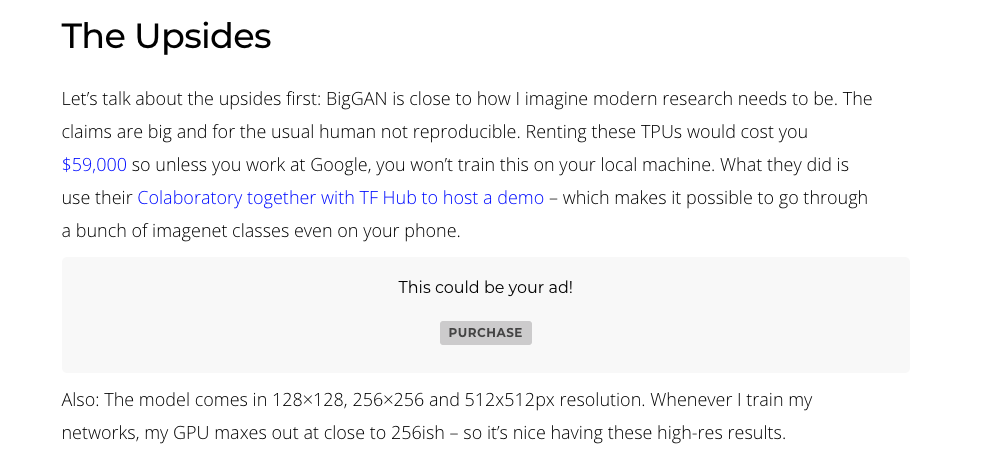 The Upsides
Let’s talk about the upsides first: BigGAN is close to how I imagine modern research needs to be. The
claims are big and for the usual human not reproducible. Renting these TPUs would cost you
$59,000 so unless you work at Google, you won’t train this on your local machine. What they did is
use their Colaboratory together with TF Hub to host a demo – which makes it possible to go through
a bunch of imagenet classes even on your phone.
This could be your ad!
PURCHASE
Also: The model comes in 128×128, 256×256 and 512x512px resolution. Whenever I train my
networks, my GPU maxes out at close to 256ish – so it’s nice having these high-res results.